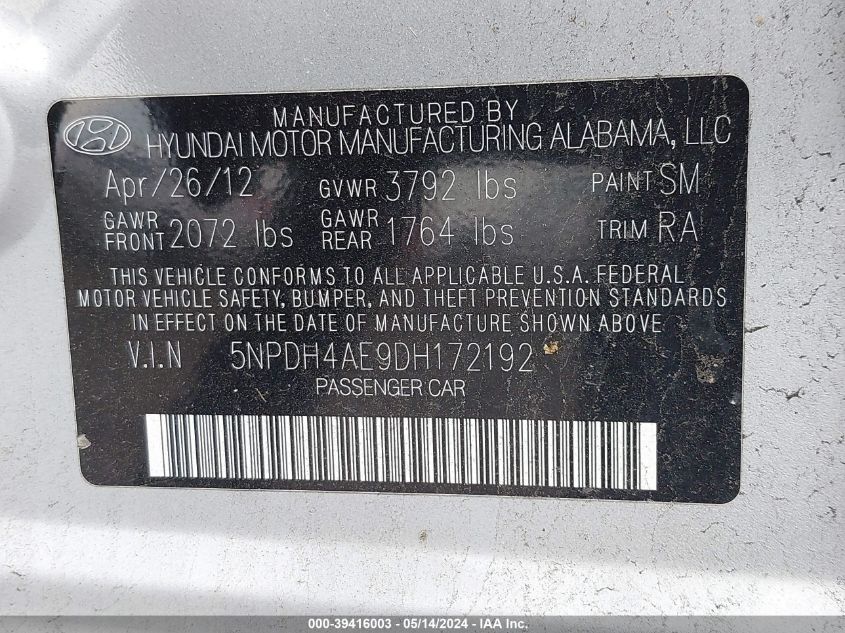 MANUFACTURED BY
HYUNDAI MOTOR MANUFACTURING ALABAMA, LLC
Apr/26/12 GVWR 3792 lbs PAINT SM
GAWR FRONT 2072 lbs GAWR REAR 1764 lbs TRIM RA
THIS VEHICLE CONFORMS TO ALL APPLICABLE U.S.A. FEDERAL
MOTOR VEHICLE SAFETY, BUMPER, AND THEFT PREVENTION STANDARDS
IN EFFECT ON THE DATE OF MANUFACTURE SHOWN ABOVE.
V.I.N 5NPDH4AE9DH172192
PASSENGER CAR
000-39416003 - 05/14/2024 - IAA Inc.